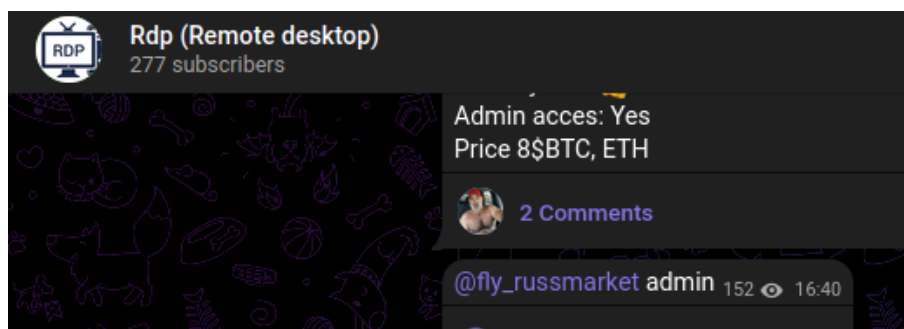 RDP
Rdp (Remote desktop)
277 subscribers
Admin acces: Yes
Price 8$BTC, ETH
2 Comments
@fly_russmarket admin 152 16:40